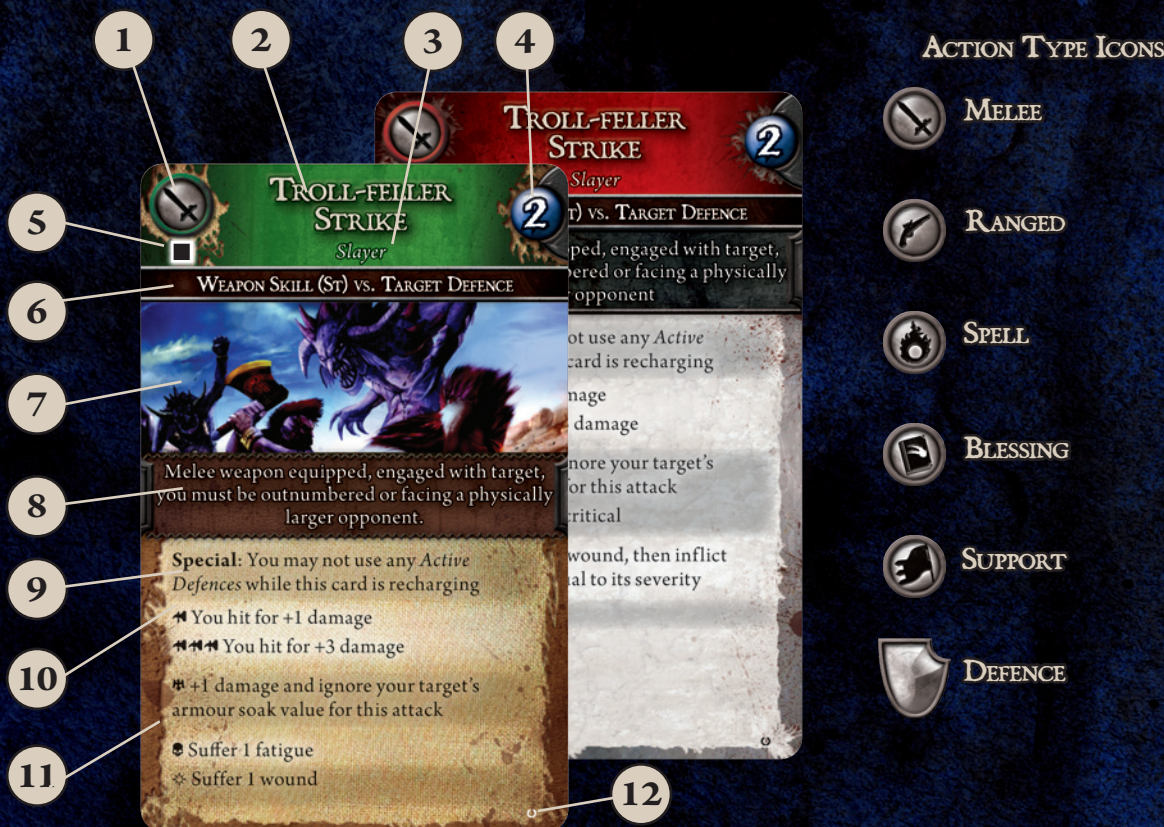 1
2
3
4
ACTION TYPE ICONS
MELEE
RANGED
SPELL
BLESSING
SUPPORT
DEFENCE
TROLL-FELLER
STRIKE
2
Slayer
T) VS. TARGET DEFENCE
ped, engaged with target,
bered or facing a physically
opponent
ot use any Active
card is recharging
mage
damage
nore your target's
for this attack
critical
wound, then inflict
ual to its severity
TROLL-FELLER
STRIKE
2
Slayer
5
6
WEAPON SKILL (ST) VS. TARGET DEFENCE
7
8
Melee weapon equipped, engaged with target,
you must be outnumbered or facing a physically
larger opponent.
9
Special: You may not use any Active
Defences while this card is recharging
You hit for +1 damage
You hit for +3 damage
10
+1 damage and ignore your target's
armour soak value for this attack
11
Suffer 1 fatigue
Suffer 1 wound
12